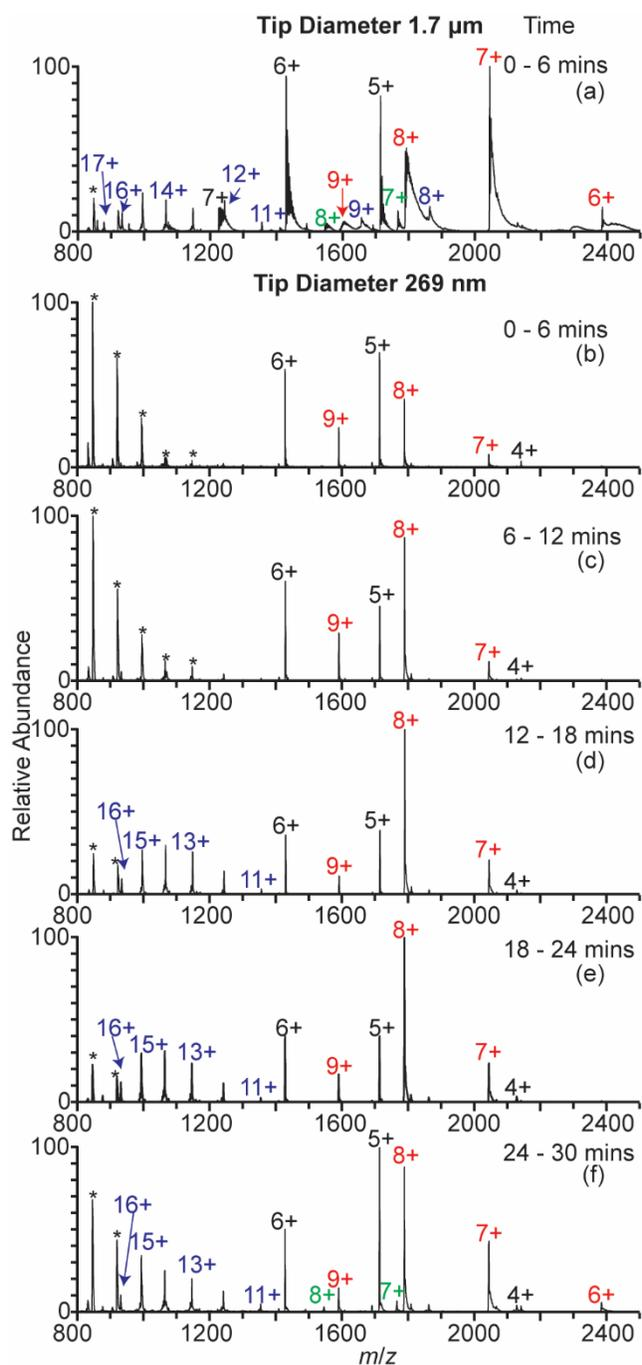 Tip Diameter 1.7 µm Time
7+ 0 - 6 mins
100 6+ (a)
5+
8+
17+ 12+ 9+
* 16+ 14+ 7+ 11+ 8+ 9+ 7+ 8+ 6+
0
800 1200 1600 2000 2400
Tip Diameter 269 nm
100 * 0 - 6 mins
* 6+ 5+ (b)
8+
* 9+
* * 7+ 4+
0
800 1200 1600 2000 2400
100 * 8+ 6 - 12 mins
* 6+ (c)
5+
* 9+
* * 7+ 4+
0
800 1200 1600 2000 2400
Relative Abundance
100 8+ 12 - 18 mins
(d)
16+
* * 15+ 13+ 6+ 5+
11+ 9+ 7+ 4+
0
800 1200 1600 2000 2400
100 8+ 18 - 24 mins
(e)
16+ 6+ 5+
* * 15+ 13+ 9+ 7+
11+ 4+
0
800 1200 1600 2000 2400
100 5+ 8+ 24 - 30 mins
(f)
* 16+ 6+
* 15+ 7+
13+ 9+
11+ 8+ 7+ 4+ 6+
0
800 1200 1600 2000 2400
m/z